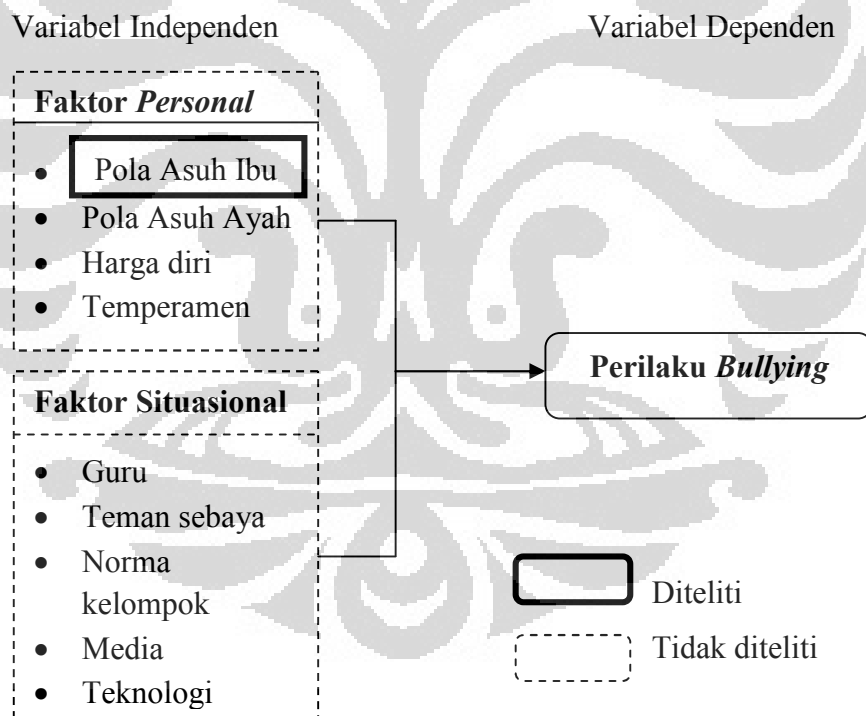 Variabel Independen
Variabel Dependen
Faktor Personal
• Pola Asuh Ibu
• Pola Asuh Ayah
• Harga diri
• Temperamen
Faktor Situasional
• Guru
• Teman sebaya
• Norma
kelompok
• Media
• Teknologi
Perilaku Bullying
Diteliti
Tidak diteliti